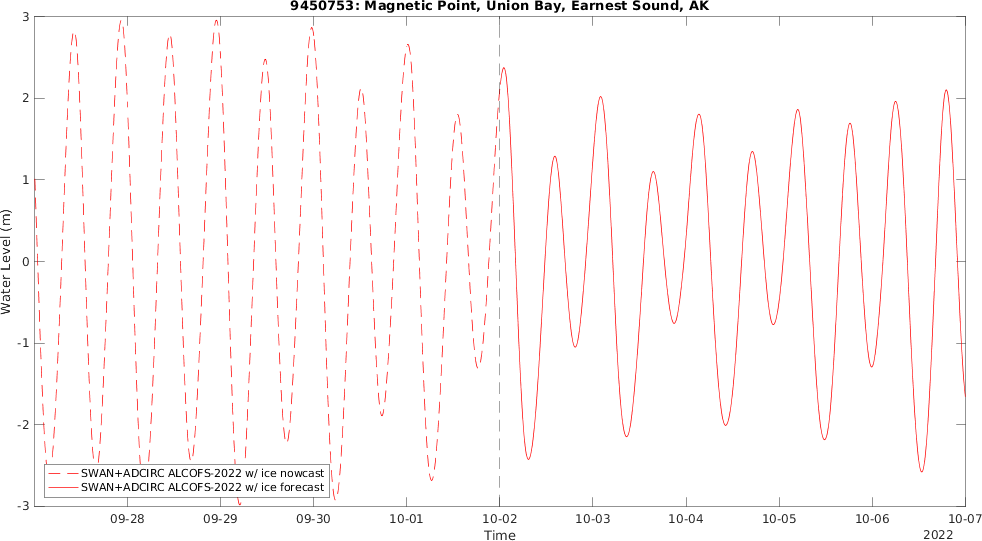 9450753: Magnetic Point, Union Bay, Earnest Sound, AK
3
2
1
0
-1
-2
-3
Water Level (m)
SWAN+ADCIRC ALCOFS-2022 w/ ice nowcast
SWAN+ADCIRC ALCOFS-2022 w/ ice forecast
09-28 09-29 09-30 10-01 10-02 10-03 10-04 10-05 10-06 10-07
Time
2022